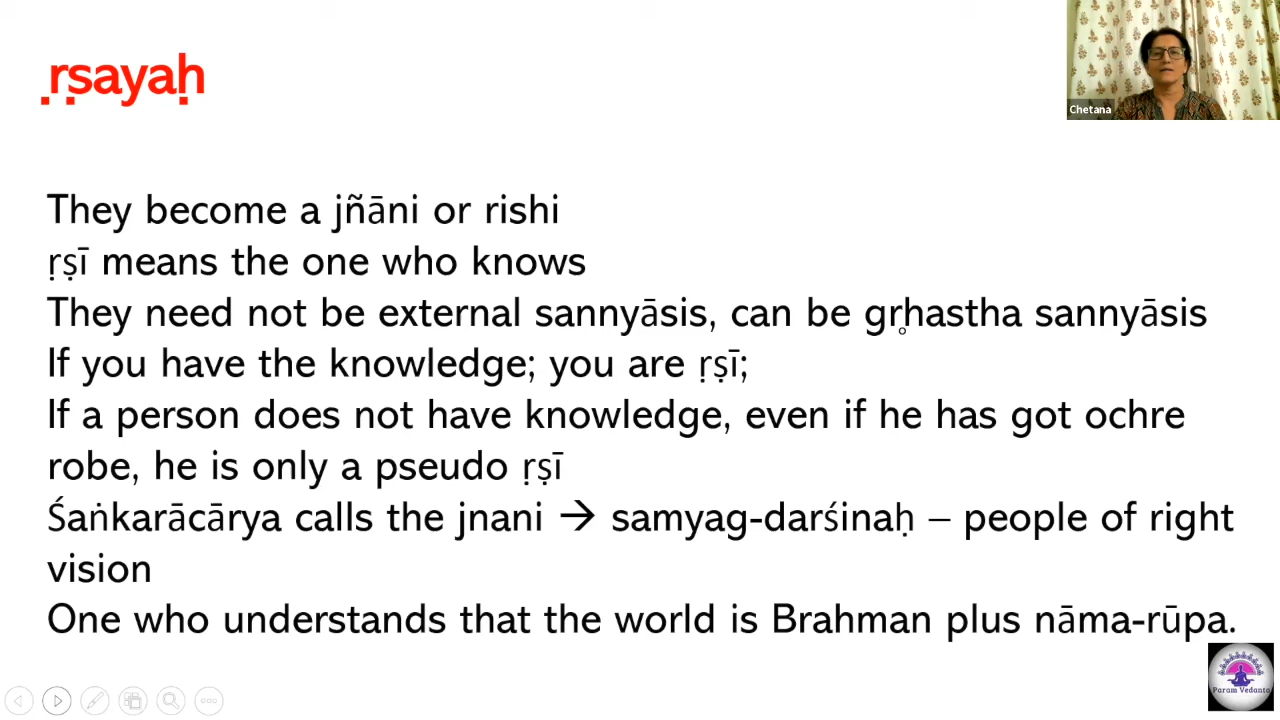 ṛṣayaḥ
Chetana
They become a jñāni or rishi
ṛṣī means the one who knows
They need not be external sannyāsis, can be gr̥hastha sannyāsis
If you have the knowledge; you are ṛṣī;
If a person does not have knowledge, even if he has got ochre
robe, he is only a pseudo ṛṣī
Śaṅkarācārya calls the jnani → samyag-darśinaḥ – people of right
vision
One who understands that the world is Brahman plus nāma-rūpa.
Param Vedanta